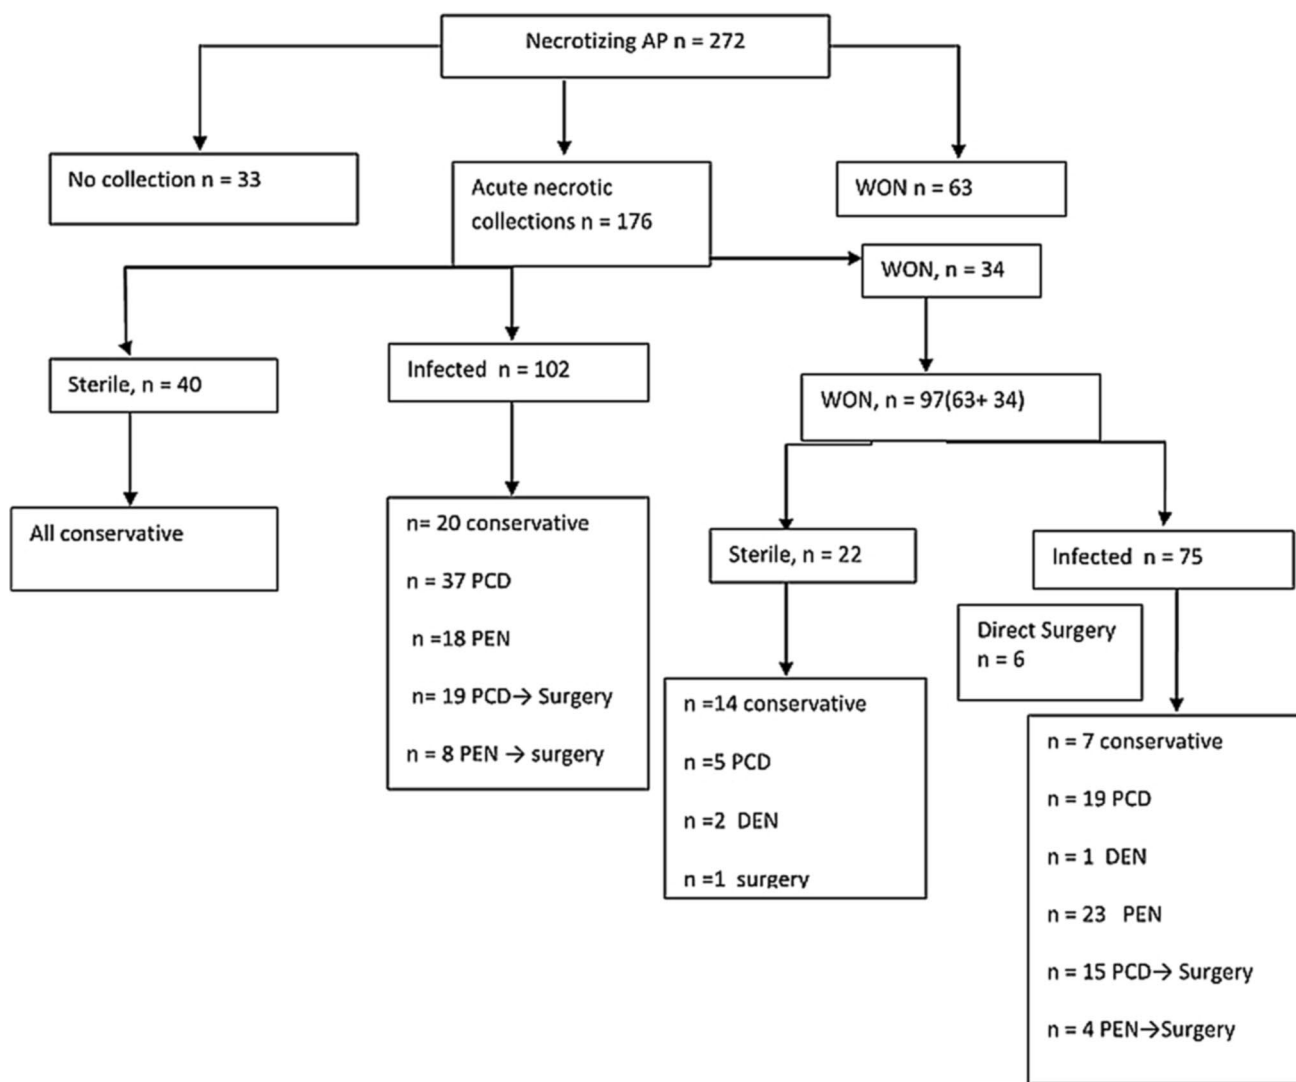 Necrotizing AP n = 272
No collection n = 33
Acute necrotic
collections n = 176
WON n = 63
WON, n = 34
Sterile, n = 40
Infected n = 102
WON, n = 97(63+ 34)
All conservative
n= 20 conservative
n = 37 PCD
n =18 PEN
n= 19 PCD→ Surgery
n = 8 PEN → surgery
Sterile, n = 22
Infected n = 75
Direct Surgery
n = 6
n =14 conservative
n =5 PCD
n =2 DEN
n =1 surgery
n = 7 conservative
n = 19 PCD
n = 1 DEN
n = 23 PEN
n = 15 PCD→ Surgery
n = 4 PEN→Surgery